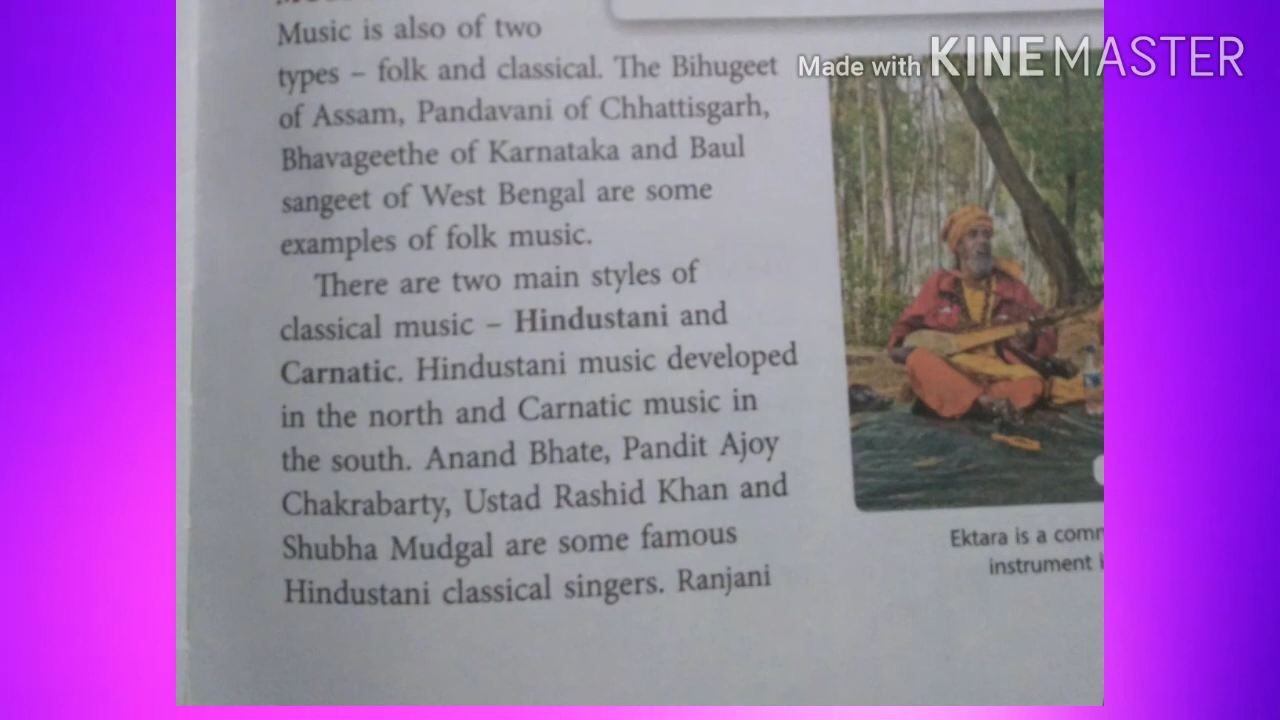 Music is also of two
types – folk and classical. The Bihugeet
of Assam, Pandavani of Chhattisgarh,
Bhavageethe of Karnataka and Baul
sangeet of West Bengal are some
examples of folk music.
There are two main styles of
classical music – Hindustani and
Carnatic. Hindustani music developed
in the north and Carnatic music in
the south. Anand Bhate, Pandit Ajoy
Chakrabarty, Ustad Rashid Khan and
Shubha Mudgal are some famous
Hindustani classical singers. Ranjani
Made with KINEMASTER
Ektara is a
instrument